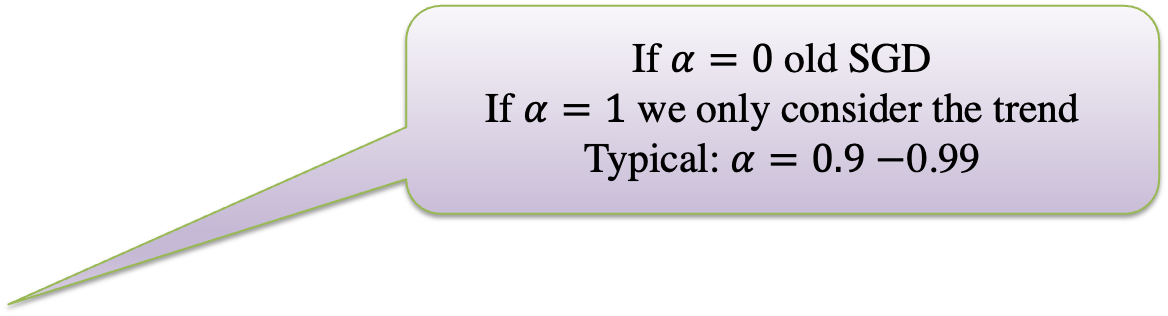 If α = 0 old SGD
If α = 1 we only consider the trend
Typical: α = 0.9 −0.99